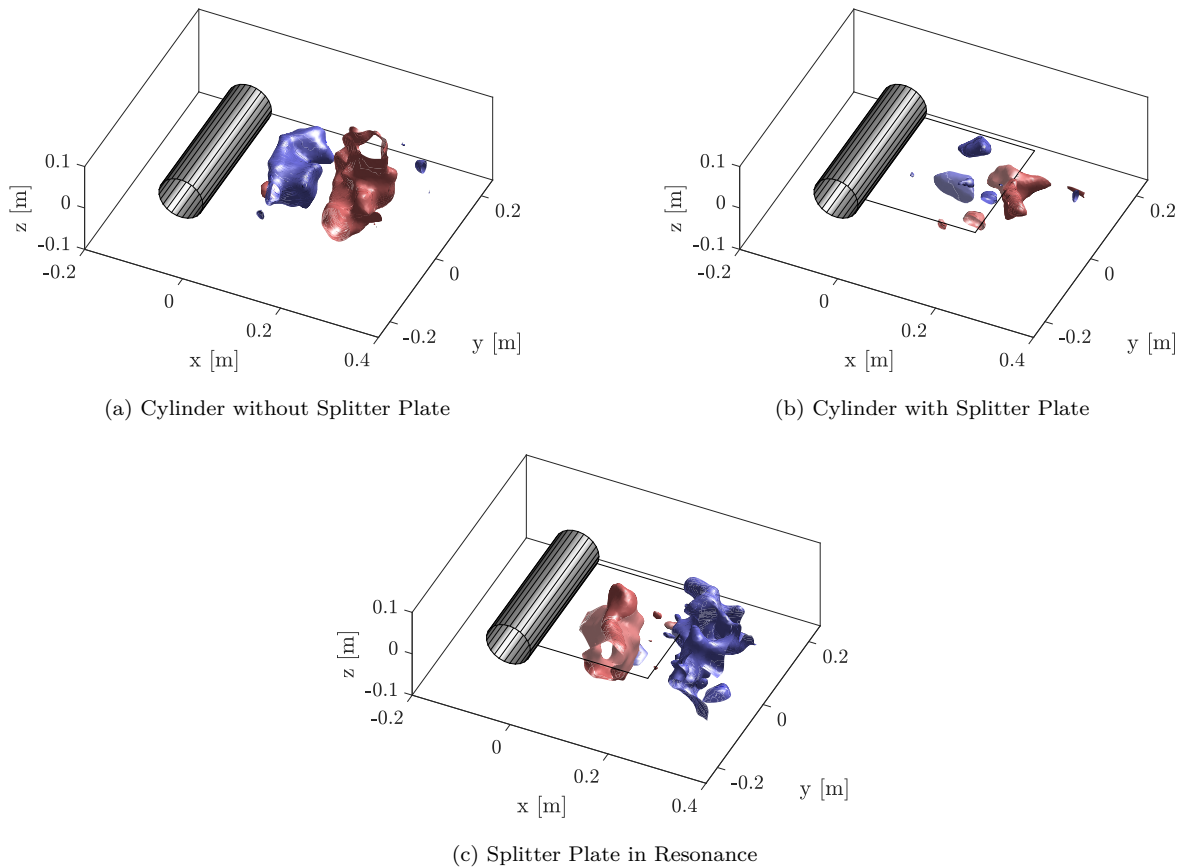 0.1
0
-0.1
z [m]
-0.2
0
0.2
0.4
x [m]
-0.2
0
0.2
y [m]
(a) Cylinder without Splitter Plate
0.1
0
-0.1
z [m]
-0.2
0
0.2
0.4
x [m]
-0.2
0
0.2
y [m]
(b) Cylinder with Splitter Plate
0.1
0
-0.1
z [m]
-0.2
0
0.2
0.4
x [m]
-0.2
0
0.2
y [m]
(c) Splitter Plate in Resonance